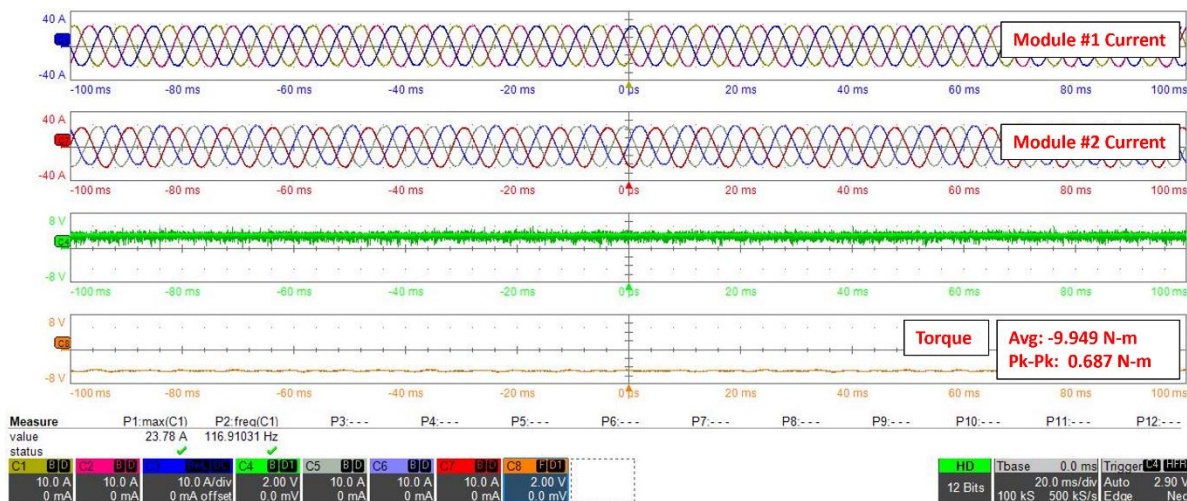 40 A
Module #1 Current
-40 A
-100 ms -80 ms -60 ms -40 ms -20 ms 0 ps 20 ms 40 ms 60 ms 80 ms 100 ms
40 A
Module #2 Current
-40 A
-100 ms -80 ms -60 ms -40 ms -20 ms 0 ps 20 ms 40 ms 60 ms 80 ms 100 ms
8 V
C4
-8 V
-100 ms -80 ms -60 ms -40 ms -20 ms 0 ps 20 ms 40 ms 60 ms 80 ms 100 ms
8 V
C8
Torque Avg: -9.949 N-m
Pk-Pk: 0.687 N-m
-8 V
-100 ms -80 ms -60 ms -40 ms -20 ms 0 ps 20 ms 40 ms 60 ms 80 ms 100 ms
Measure P1:max(C1) P2:freq(C1) P3:--- P4:--- P5:--- P6:--- P7:--- P8:--- P9:--- P10:--- P11:--- P12:---
value 23.78 A 116.91031 Hz
status
C1 B D C2 B D C4 B D1 C5 B D C6 B D C7 B D C8 F D1 HD Tbase 0.0 ms Trigger C4 HFR
10.0 A 10.0 A 10.0 A/div 2.00 V 10.0 A 10.0 A 10.0 A 2.00 V 12 Bits 20.0 ms/div Auto 2.90 V
0 mA 0 mA 0 mA offset 0.0 mV 0 mA 0 mA 0 mA 0.0 mV 100 kS 500 kS/s Edge Neg